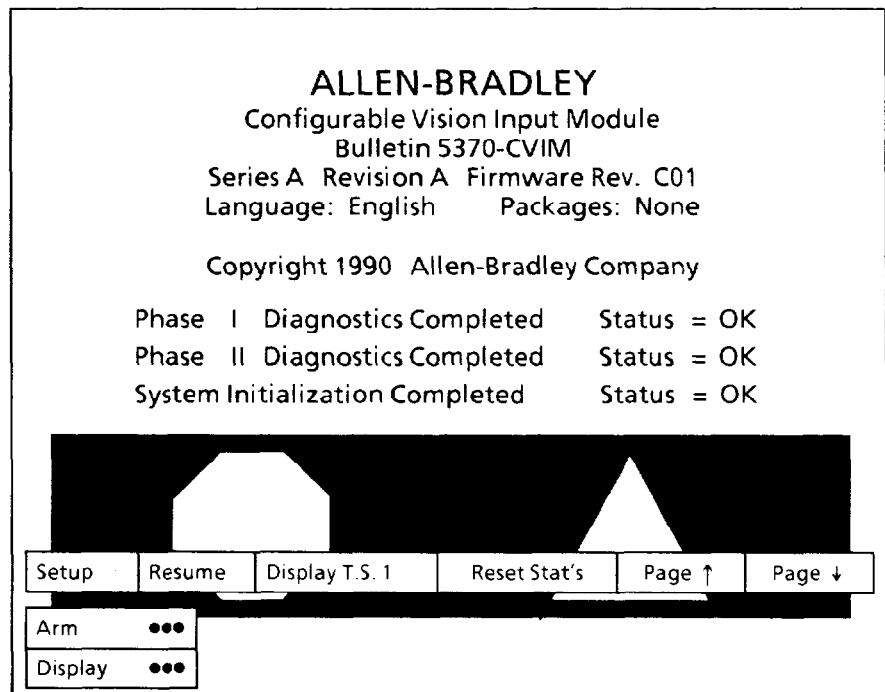 ALLEN-BRADLEY
Configurable Vision Input Module
Bulletin 5370-CVIM
Series A Revision A Firmware Rev. C01
Language: English Packages: None
Copyright 1990 Allen-Bradley Company
Phase I Diagnostics Completed Status = OK
Phase II Diagnostics Completed Status = OK
System Initialization Completed Status = OK
Setup Resume Display T.S. 1 Reset Stat's Page ↑ Page ↓
Arm •••
Display •••